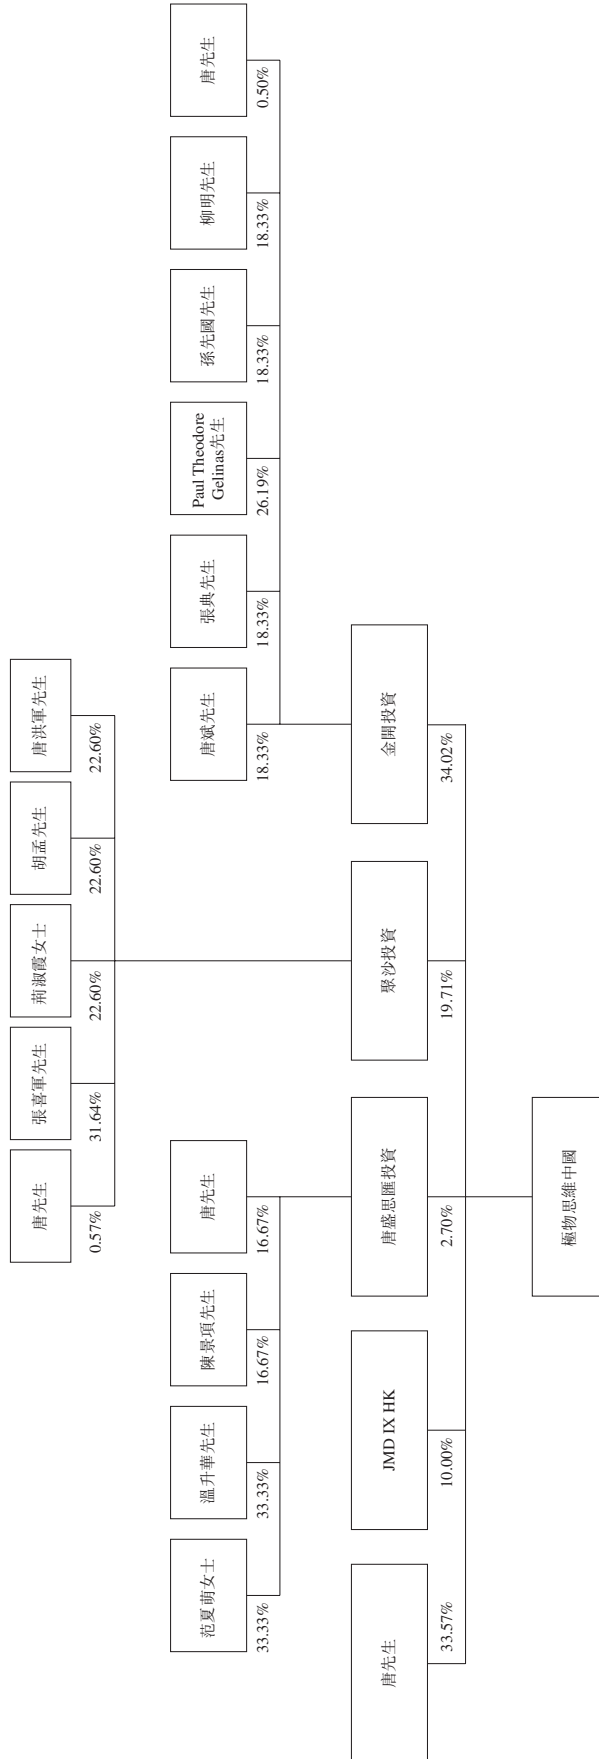 唐先生
張喜軍先生
荊淑霞女士
胡孟先生
唐洪軍先生
0.57%
31.64%
22.60%
22.60%
22.60%
范夏萌女士
溫升華先生
陳景項先生
唐先生
唐斌先生
張典先生
Paul Theodore
Gelinas先生
孫先國先生
柳明先生
唐先生
33.33%
33.33%
16.67%
16.67%
18.33%
18.33%
26.19%
18.33%
18.33%
0.50%
唐先生
JMD IX HK
唐盛思匯投資
聚沙投資
金開投資
33.57%
10.00%
2.70%
19.71%
34.02%
極物思維中國